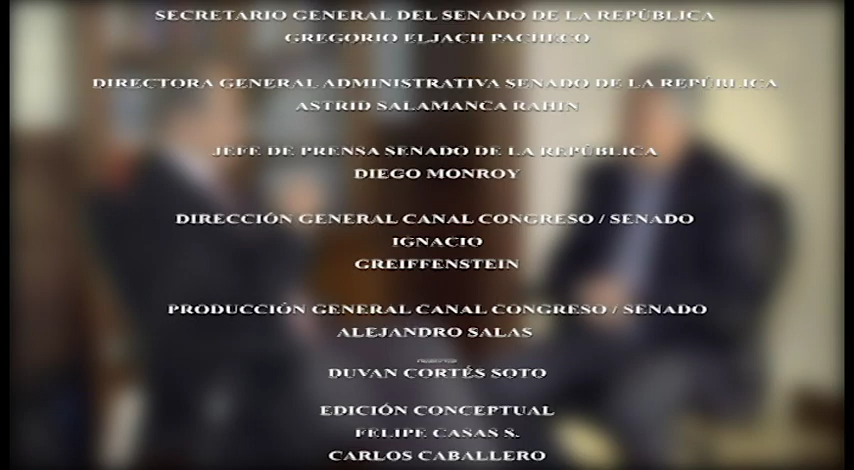 SECRETARIO GENERAL DEL SENADO DE LA REPÚBLICA
GREGORIO ELJACH PACHECO
DIRECTORA GENERAL ADMINISTRATIVA SENADO DE LA REPÚBLICA
ASTRID SALAMANCA RAHIN
JEFE DE PRENSA SENADO DE LA REPÚBLICA
DIEGO MONROY
DIRECCIÓN GENERAL CANAL CONGRESO / SENADO
IGNACIO
GREIFFENSTEIN
PRODUCCIÓN GENERAL CANAL CONGRESO / SENADO
ALEJANDRO SALAS
DUVAN CORTÉS SOTO
EDICIÓN CONCEPTUAL
FELIPE CASAS S.
CARLOS CABALLERO